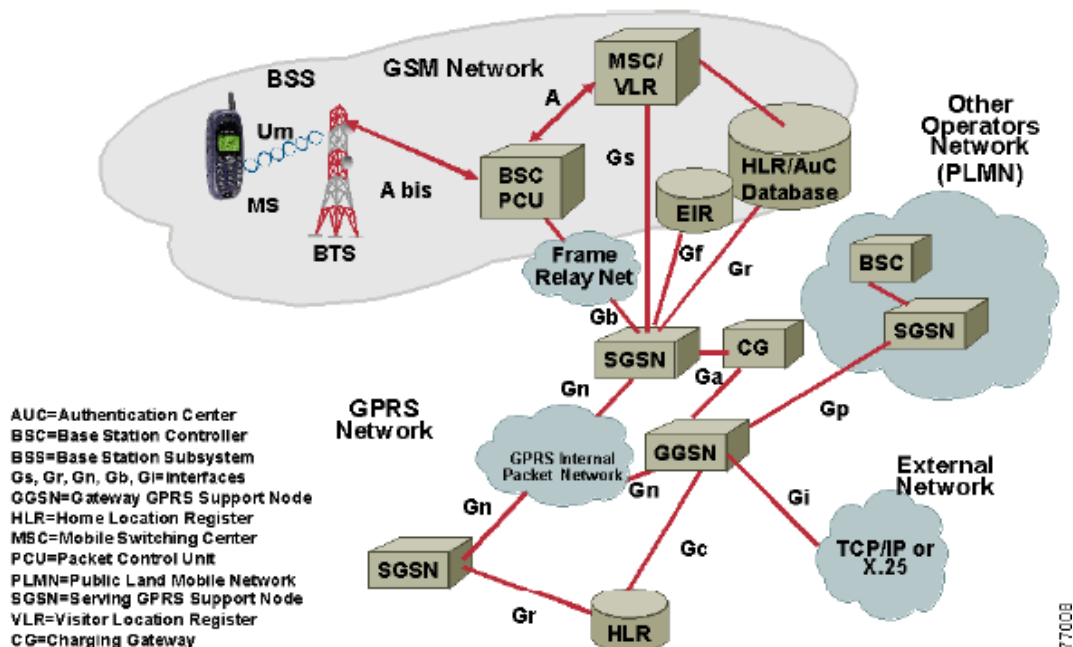 BSS
GSM Network
MSC/
VLR
A
Um
Gs
Other
Operators
Network
(PLMN)
HLR/AuC
Database
A bis
BSC
PCU
MS
EIR
BTS
Frame
Relay Net
Gf
Gr
BSC
Gb
SGSN
SGSN
CG
Ga
Gn
GPRS
Network
Gp
GPRS Internal
Packet Network
GGSN
Gn
External
Network
Gn
Gi
Gc
TCP/IP or
X.25
SGSN
Gr
HLR
AUC=Authentication Center
BSC=Base Station Controller
BSS=Base Station Subsystem
Gs, Gr, Gn, Gb, Gi=interfaces
GGSN=Gateway GPRS Support Node
HLR=Home Location Register
MSC=Mobile Switching Center
PCU=Packet Control Unit
PLMN=Public Land Mobile Network
SGSN=Serving GPRS Support Node
VLR=Visitor Location Register
CG=Charging Gateway
77008